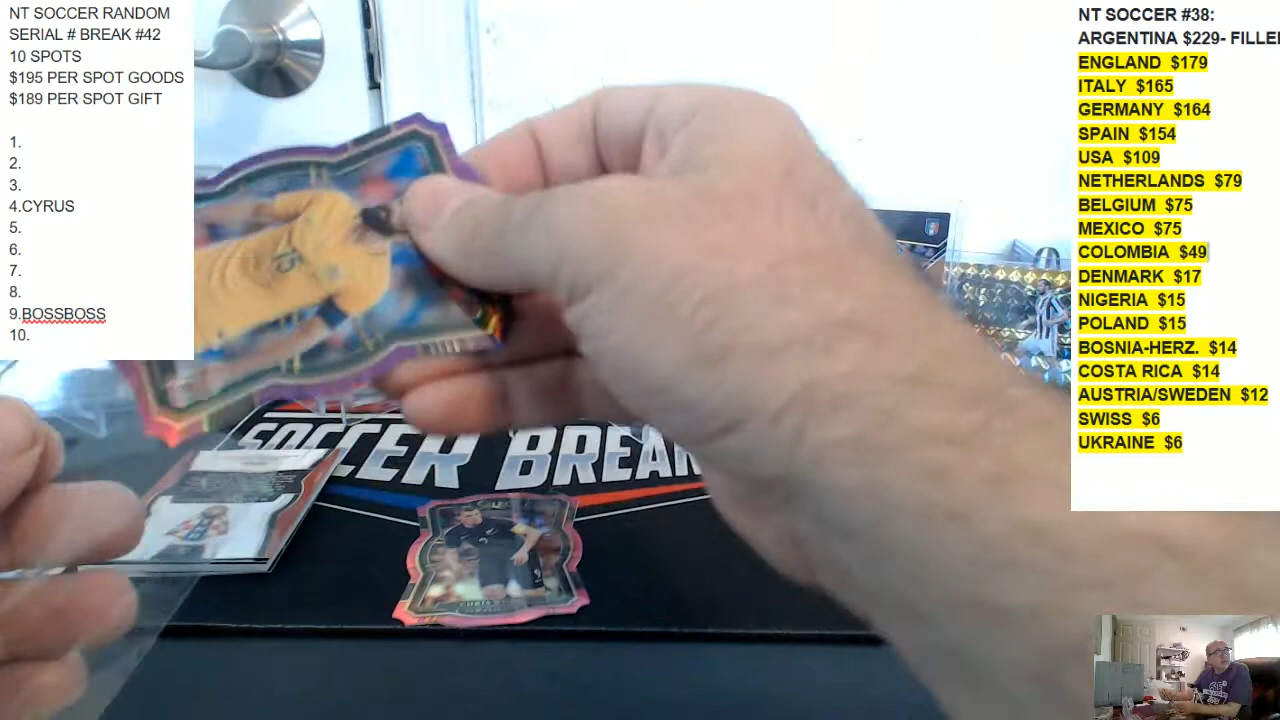 NT SOCCER RANDOM
SERIAL # BREAK #42
10 SPOTS
$195 PER SPOT GOODS
$189 PER SPOT GIFT
1.
2.
3.
4.CYRUS
5.
6.
7.
8.
9.BOSSBOSS
10.
NT SOCCER #38:
ARGENTINA $229- FILLE
ENGLAND $179
ITALY $165
GERMANY $164
SPAIN $154
USA $109
NETHERLANDS $79
BELGIUM $75
MEXICO $75
COLOMBIA $49
DENMARK $17
NIGERIA $15
POLAND $15
BOSNIA-HERZ. $14
COSTA RICA $14
AUSTRIA/SWEDEN $12
SWISS $6
UKRAINE $6
SOCCER BREA
CHRIS